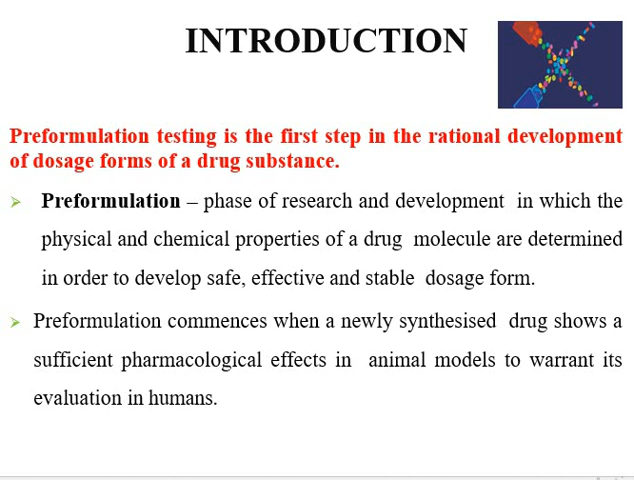 INTRODUCTION
Preformulation testing is the first step in the rational development
of dosage forms of a drug substance.
Preformulation – phase of research and development in which the
physical and chemical properties of a drug molecule are determined
in order to develop safe, effective and stable dosage form.
Preformulation commences when a newly synthesised drug shows a
sufficient pharmacological effects in animal models to warrant its
evaluation in humans.